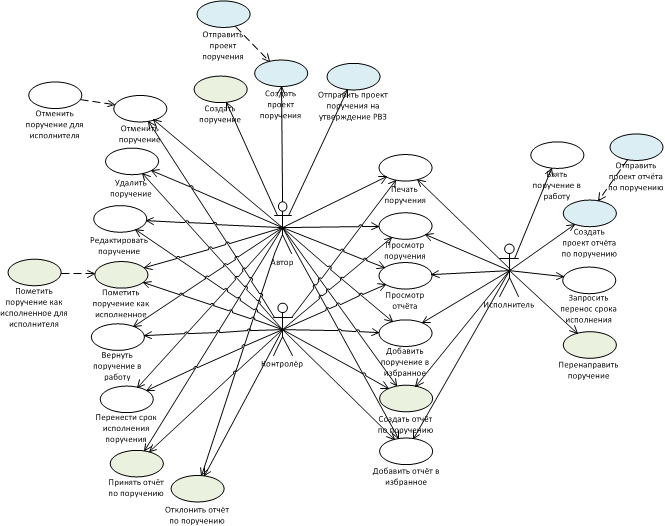 Отправить
проект
поручения
Создать
поручение
Создать
проект
поручения
Отправить проект
поручения на
утверждение РВЗ
Отменить
поручение для
исполнителя
Отменить
поручение
Удалить
поручение
Редактировать
поручение
Пометить
поручение как
исполненное для
исполнителя
Пометить
поручение как
исполненное
Вернуть
поручение в
работу
Перенести срок
исполнения
поручения
Принять отчёт
по поручению
Отклонить отчёт
по поручению
Автор
Контролёр
Печать
поручения
Просмотр
поручения
Просмотр
отчёта
Добавить
поручение в
избранное
Создать отчёт
по поручению
Добавить отчёт в
избранное
Исполнитель
Взять
поручение в
работу
Отправить
проект отчёта
по поручению
Создать
проект отчёта
по поручению
Запросить
перенос срока
исполнения
Перенаправить
поручение